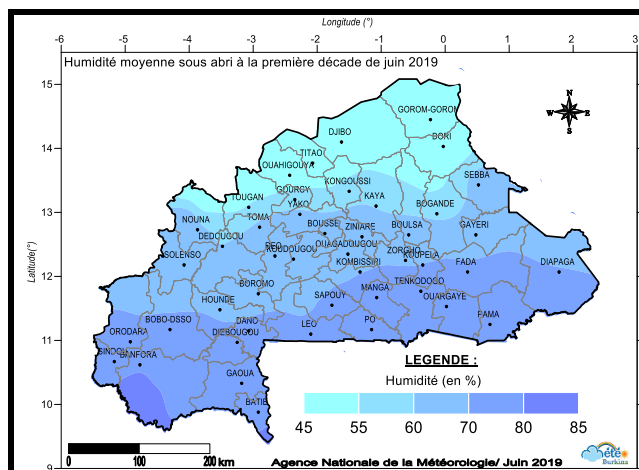 Longitude (°)
-6 -5 -4 -3 -2 -1 0 1 2 3
Humidité moyenne sous abri à la première décade de juin 2019
15
GOROM-GOROM
N
W E
S
DJIBO
14
DORI
TITAO
OUAHIGOUYA
SEBBA
KONGOUSSI
GOURCY
KAYA
TOUGAN
YAKO
BOGANDE
13
NOUNA
TOMA
BOUSSE
ZINIARE
BOULSA
GAYERI
DEDOUGOU
OUAGADOUGOU
REO
KOUDOUGOU
ZORGHO
KOUPELA
SOLENSO
KOMBISSIRI
FADA
DIAPAGA
Latitude(°)
12
BOROMO
TENKODOGO
MANGA
HOUNDE
SAPOUY
OUARGAYE
BOBO-DSSO
DANO
LEO
PO
PAMA
ORODARA
DIEBOUGOU
11
SINDOU
BANFORA
LEGENDE :
GAOUA
Humidité (en %)
10
BATIE
45 55 60 70 80 85
0 100 200 km
Agence Nationale de la Météorologie/ Juin 2019
météo
Burkina
9